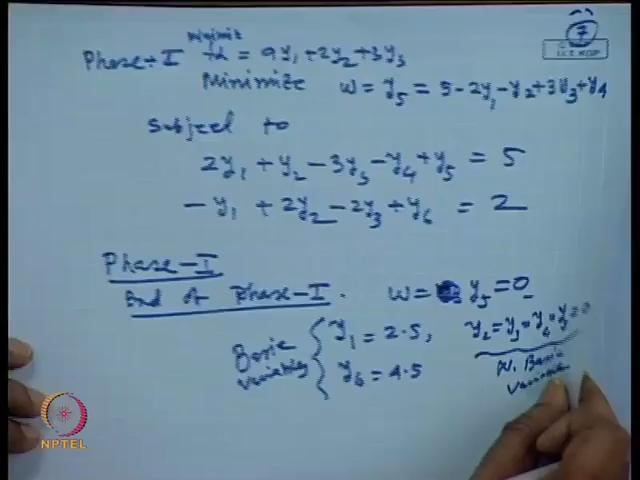 7
Phase-I Minimize th = 9y₁ + 2y₂ + 3y₃
Minimize w = y₅ = 5 - 2y₁ - y₂ + 3y₃ + y₄
Subject to
2y₁ + y₂ - 3y₃ - y₄ + y₅ = 5
-y₁ + 2y₂ - 2y₃ + y₆ = 2
Phase-I
End of Phase-I. w = y₅ = 0
Basic variables { y₁ = 2.5, y₂ = y₃ = y₄ = y₅ = 0
y₆ = 4.5 N. Basic
Variables
NPTEL